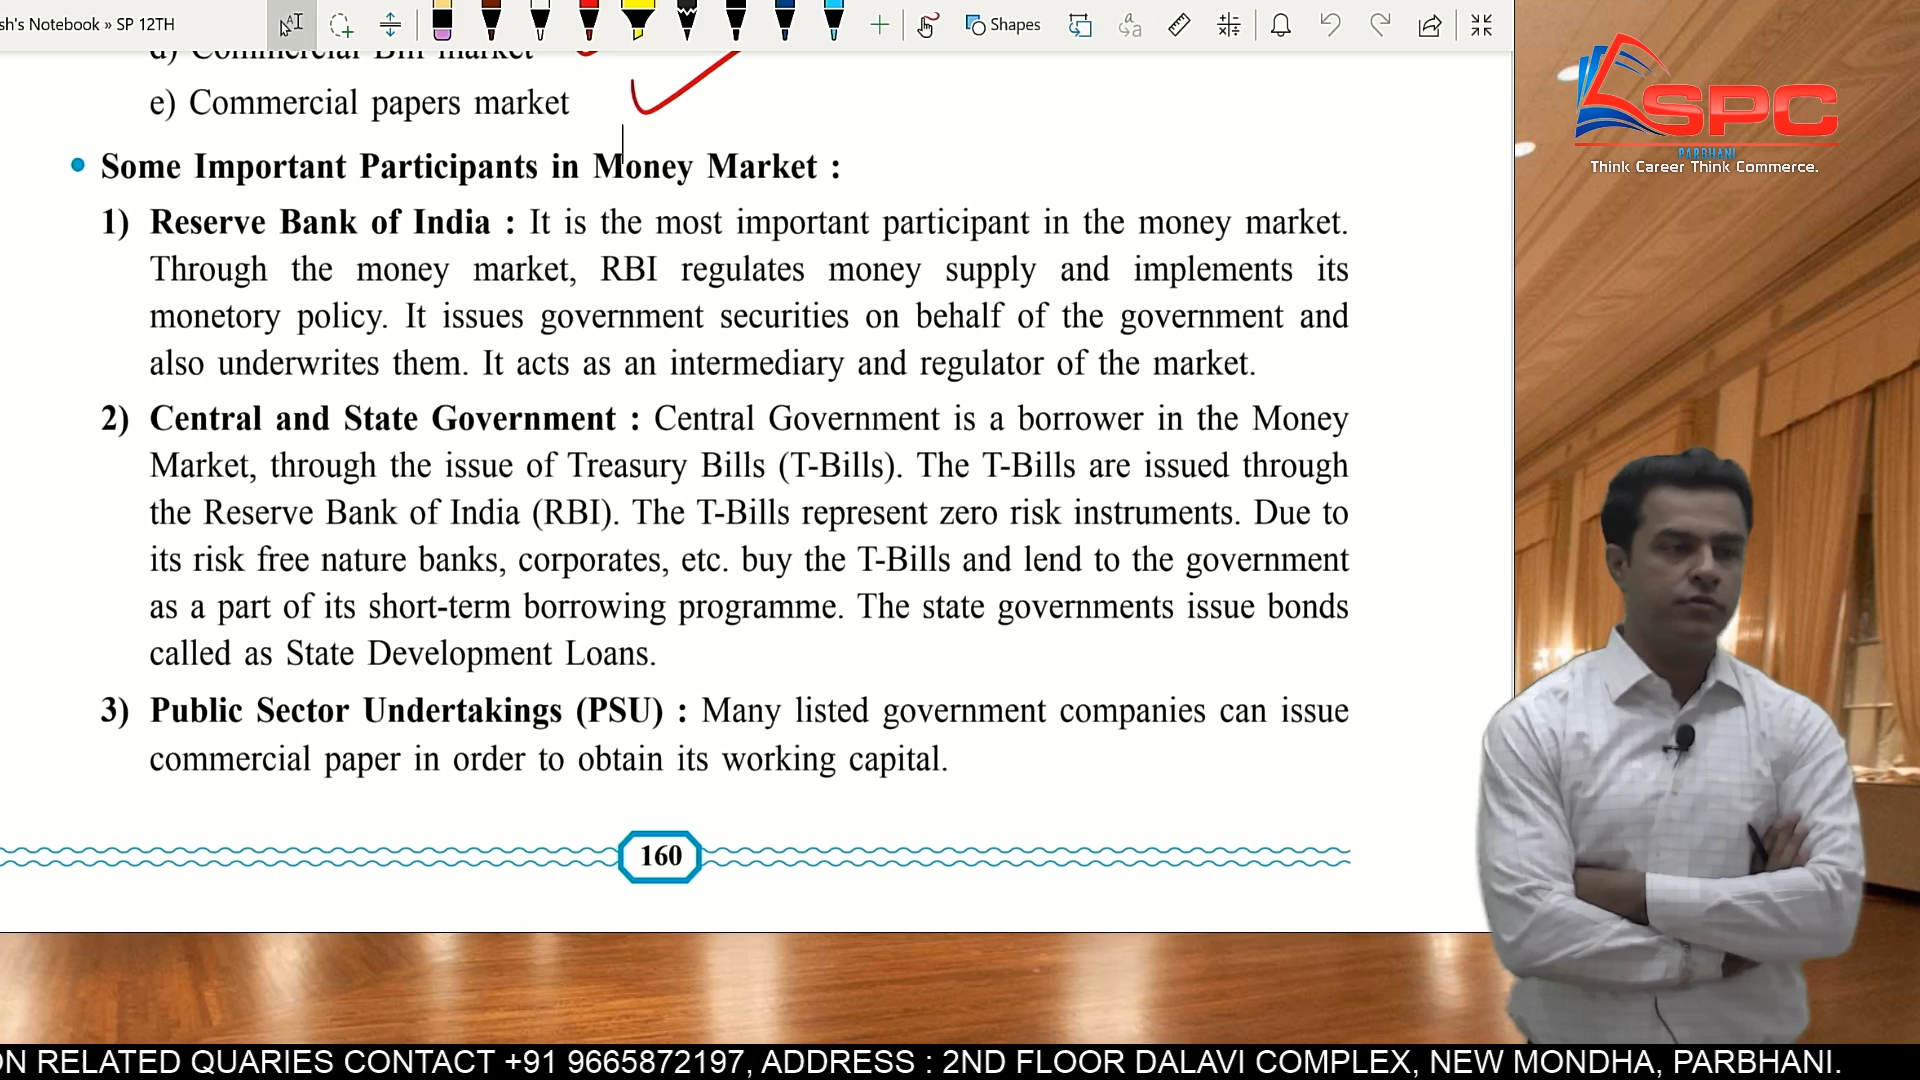 sh's Notebook » SP 12TH
Shapes
d) Commercial Bill market
e) Commercial papers market
• Some Important Participants in Money Market :
1) Reserve Bank of India : It is the most important participant in the money market.
Through the money market, RBI regulates money supply and implements its
monetory policy. It issues government securities on behalf of the government and
also underwrites them. It acts as an intermediary and regulator of the market.
2) Central and State Government : Central Government is a borrower in the Money
Market, through the issue of Treasury Bills (T-Bills). The T-Bills are issued through
the Reserve Bank of India (RBI). The T-Bills represent zero risk instruments. Due to
its risk free nature banks, corporates, etc. buy the T-Bills and lend to the government
as a part of its short-term borrowing programme. The state governments issue bonds
called as State Development Loans.
3) Public Sector Undertakings (PSU) : Many listed government companies can issue
commercial paper in order to obtain its working capital.
160
SPC
PARBHANI
Think Career Think Commerce.
ON RELATED QUARIES CONTACT +91 9665872197, ADDRESS : 2ND FLOOR DALAVI COMPLEX, NEW MONDHA, PARBHANI.